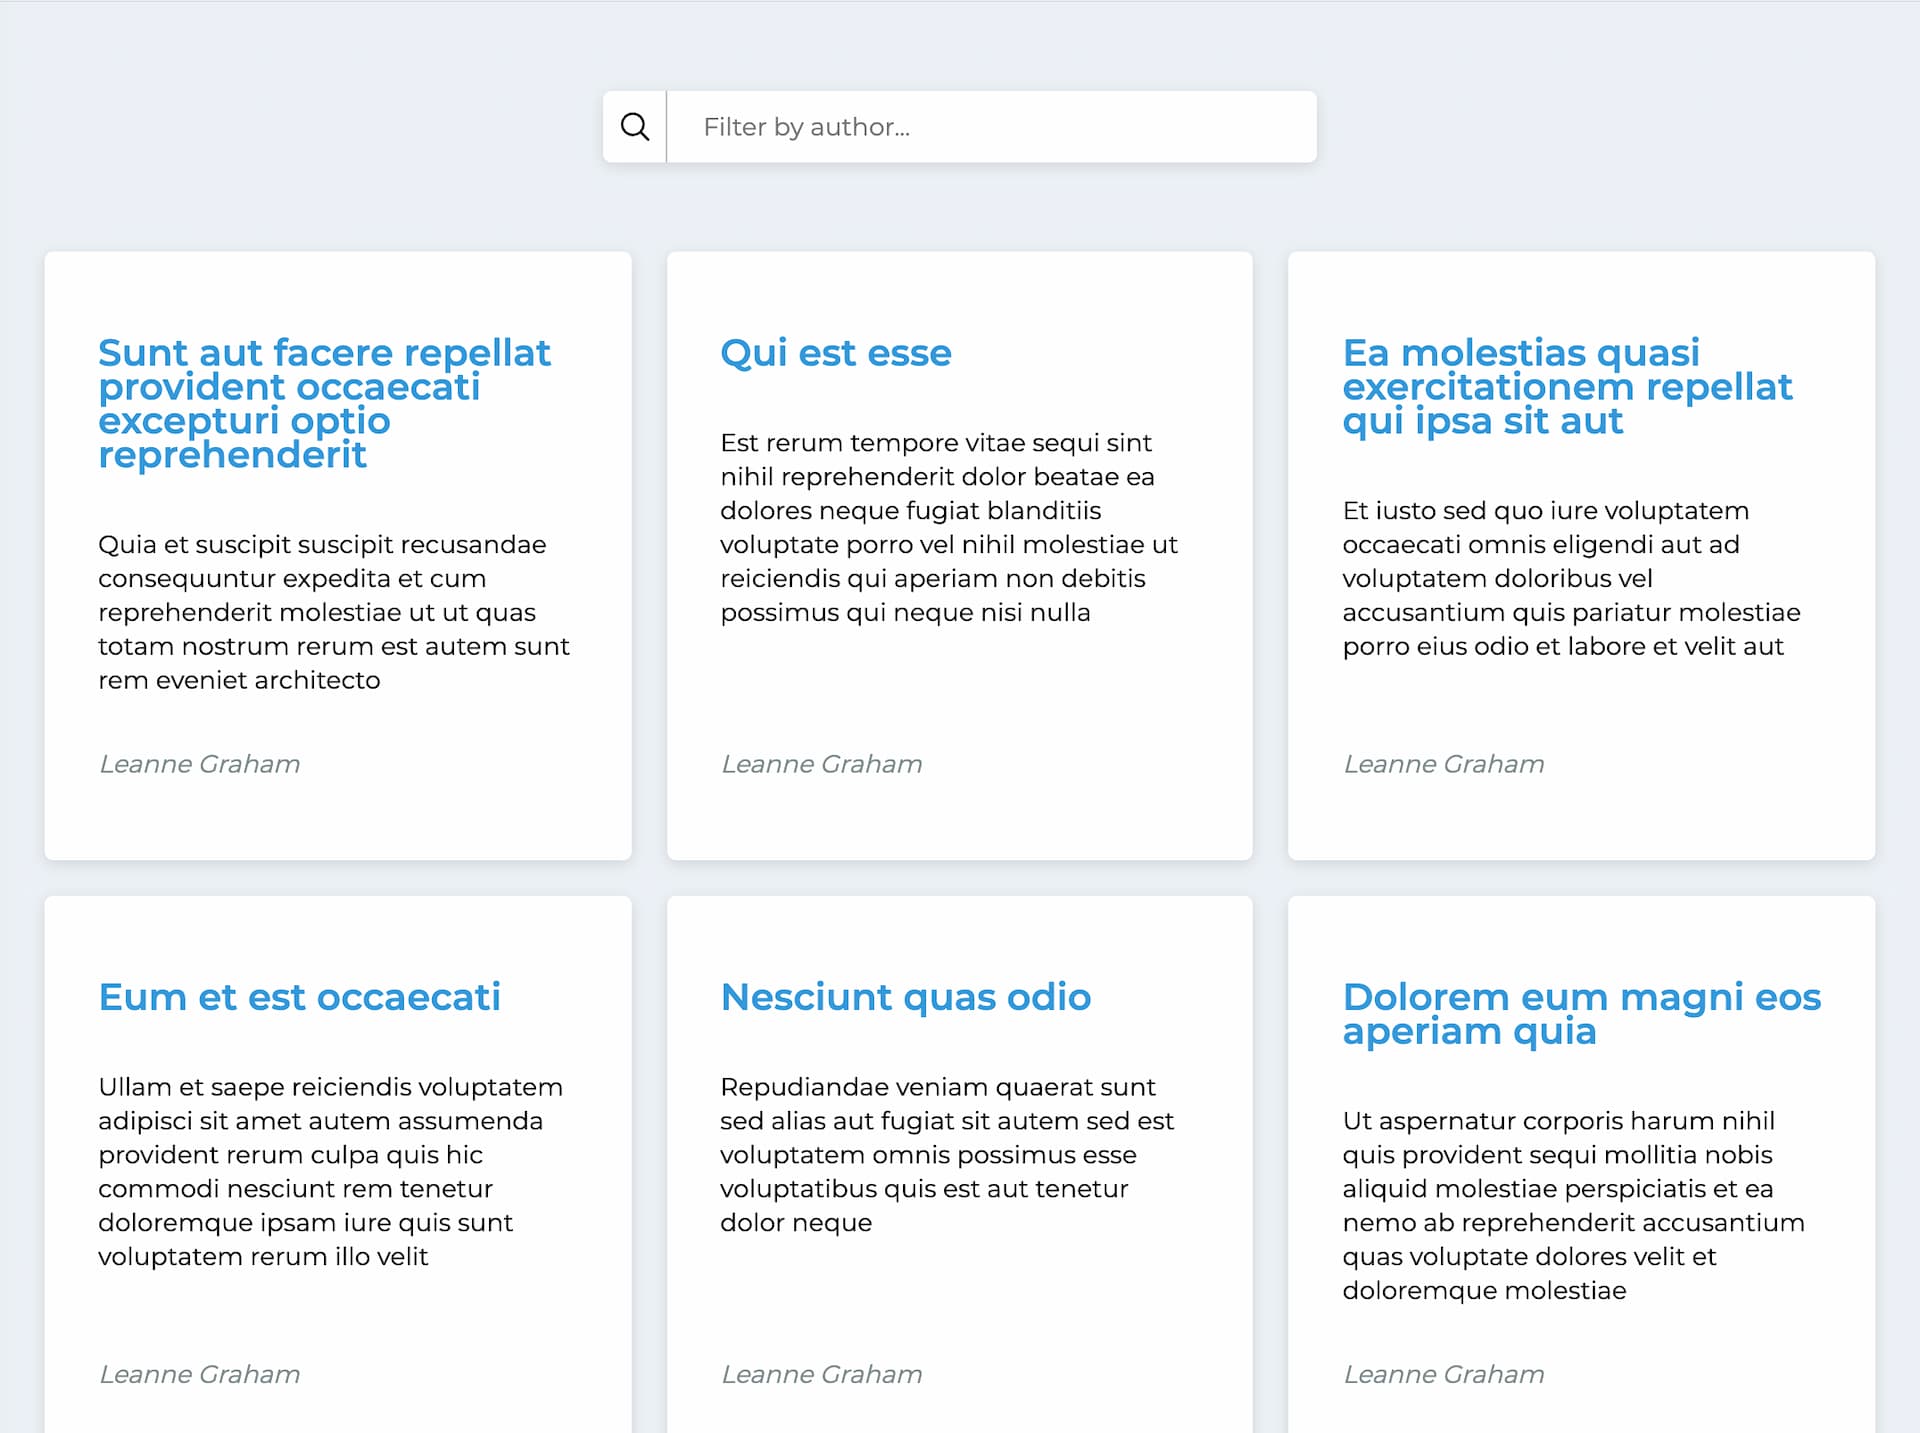 Filter by author...
Sunt aut facere repellat
provident occaecati
excepturi optio
reprehenderit
Quia et suscipit suscipit recusandae
consequuntur expedita et cum
reprehenderit molestiae ut ut quas
totam nostrum rerum est autem sunt
rem eveniet architecto
Leanne Graham
Qui est esse
Est rerum tempore vitae sequi sint
nihil reprehenderit dolor beatae ea
dolores neque fugiat blanditiis
voluptate porro vel nihil molestiae ut
reiciendis qui aperiam non debitis
possimus qui neque nisi nulla
Leanne Graham
Ea molestias quasi
exercitationem repellat
qui ipsa sit aut
Et iusto sed quo iure voluptatem
occaecati omnis eligendi aut ad
voluptatem doloribus vel
accusantium quis pariatur molestiae
porro eius odio et labore et velit aut
Leanne Graham
Eum et est occaecati
Ullam et saepe reiciendis voluptatem
adipisci sit amet autem assumenda
provident rerum culpa quis hic
commodi nesciunt rem tenetur
doloremque ipsam iure quis sunt
voluptatem rerum illo velit
Leanne Graham
Nesciunt quas odio
Repudiandae veniam quaerat sunt
sed alias aut fugiat sit autem sed est
voluptatem omnis possimus esse
voluptatibus quis est aut tenetur
dolor neque
Leanne Graham
Dolorem eum magni eos
aperiam quia
Ut aspernatur corporis harum nihil
quis provident sequi mollitia nobis
aliquid molestiae perspiciatis et ea
nemo ab reprehenderit accusantium
quas voluptate dolores velit et
doloremque molestiae
Leanne Graham